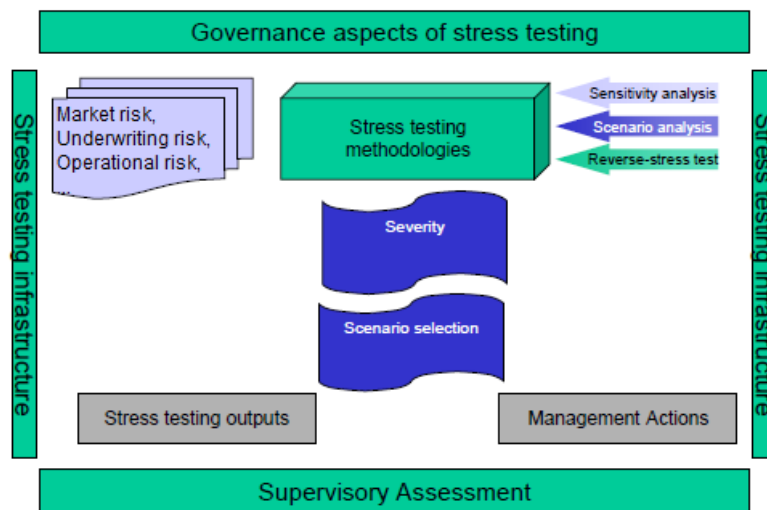 Governance aspects of stress testing
Stress testing infrastructure
Market risk,
Underwriting risk,
Operational risk,
...
Stress testing
methodologies
Sensitivity analysis
Scenario analysis
Reverse-stress test
Severity
Scenario selection
Stress testing outputs
Management Actions
Stress testing infrastructure
Supervisory Assessment